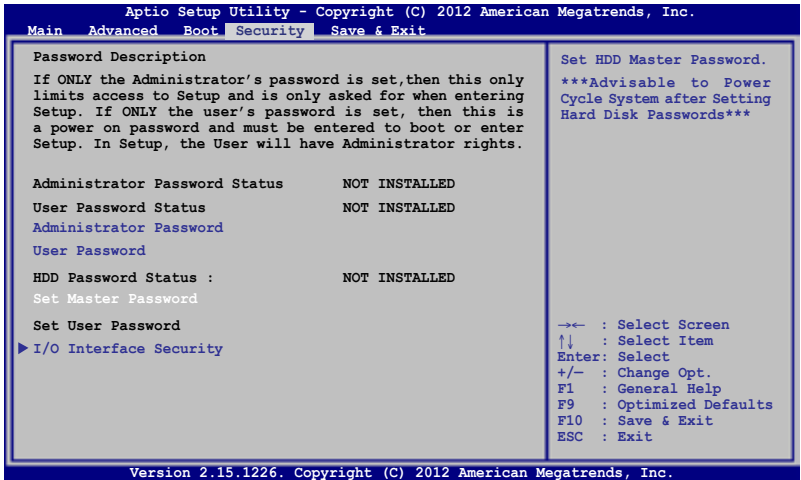 Aptio Setup Utility - Copyright (C) 2012 American Megatrends, Inc.
Main Advanced Boot Security Save & Exit
Password Description
If ONLY the Administrator's password is set,then this only
limits access to Setup and is only asked for when entering
Setup. If ONLY the user's password is set, then this is
a power on password and must be entered to boot or enter
Setup. In Setup, the User will have Administrator rights.
Administrator Password Status NOT INSTALLED
User Password Status NOT INSTALLED
Administrator Password
User Password
HDD Password Status : NOT INSTALLED
Set Master Password
Set User Password
I/O Interface Security
Set HDD Master Password.
***Advisable to Power
Cycle System after Setting
Hard Disk Passwords***
→← : Select Screen
↑↓ : Select Item
Enter: Select
+/— : Change Opt.
F1 : General Help
F9 : Optimized Defaults
F10 : Save & Exit
ESC : Exit
Version 2.15.1226. Copyright (C) 2012 American Megatrends, Inc.